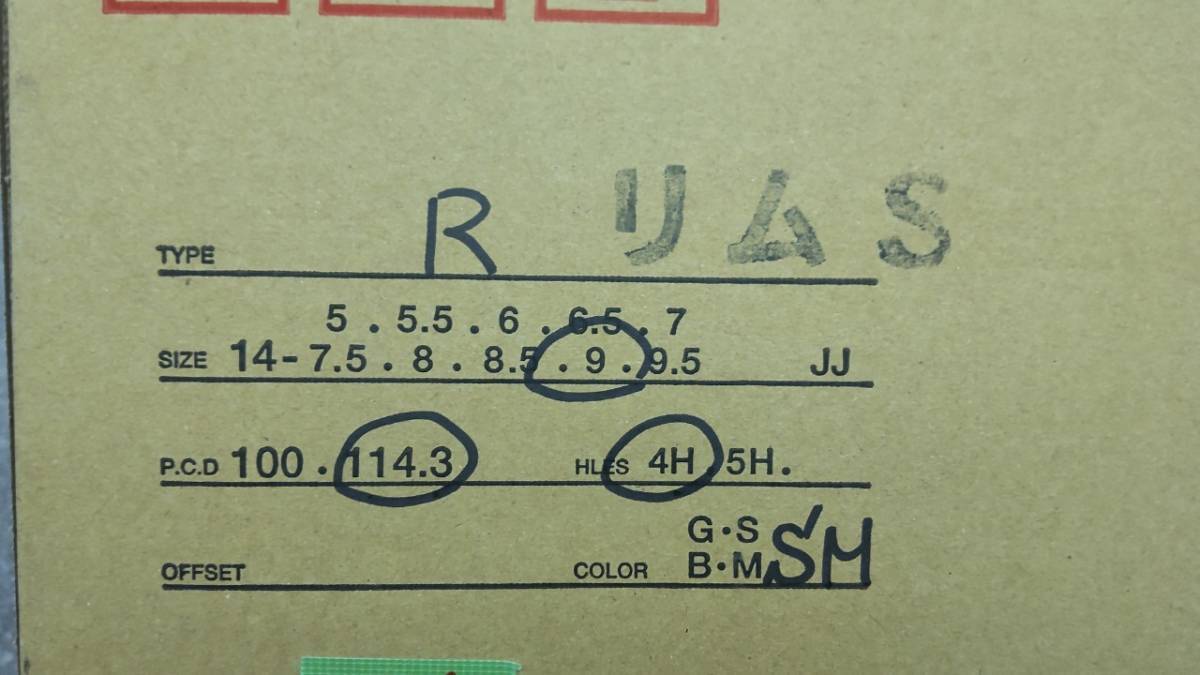 TYPE R リムS
5 . 5.5 . 6 . 6.5 . 7
SIZE 14-7.5 . 8 . 8.5 . 9 . 9.5 JJ
P.C.D 100 . 114.3 HLES 4H . 5H.
G・S
OFFSET COLOR B・M SM